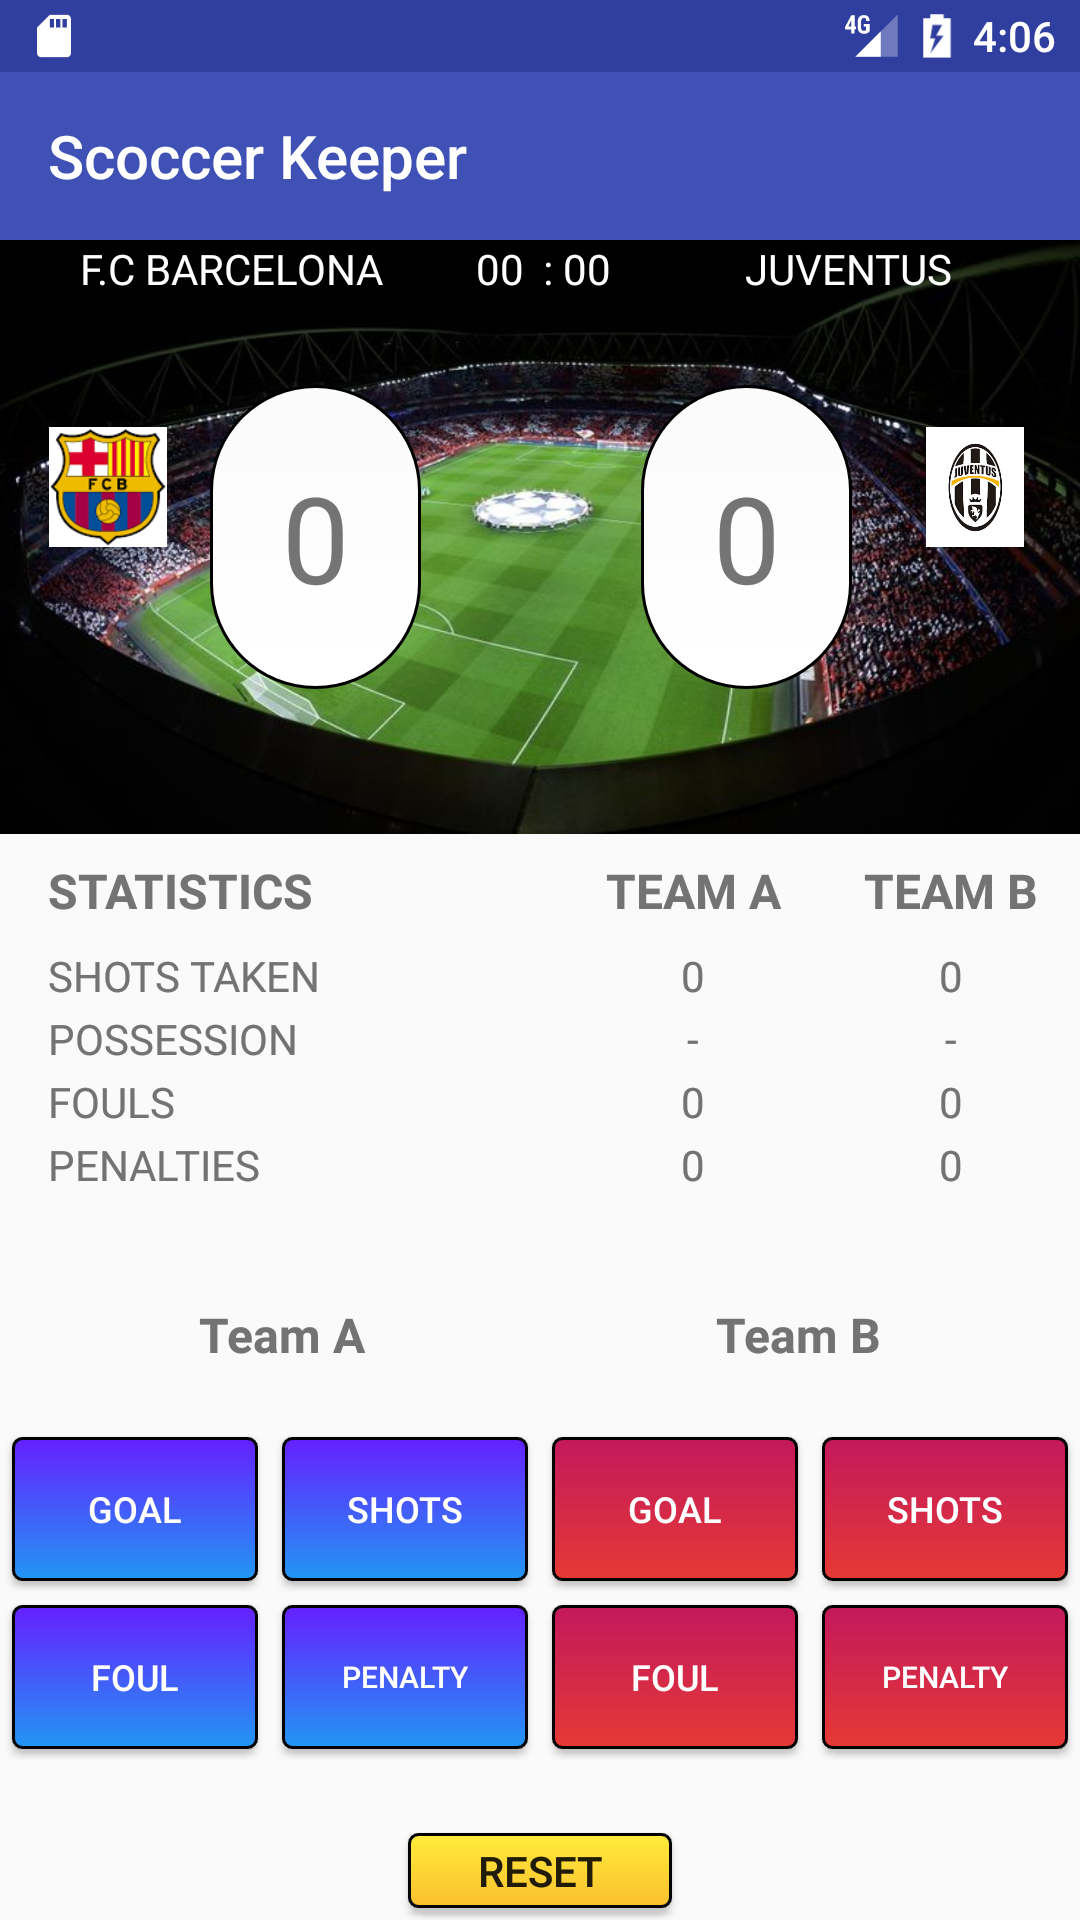 4G 4:06
Scoccer Keeper
F.C BARCELONA 00 : 00 JUVENTUS
FCB
JUVENTUS
0 0
STATISTICS TEAM A TEAM B
SHOTS TAKEN 0 0
POSSESSION - -
FOULS 0 0
PENALTIES 0 0
Team A Team B
GOAL SHOTS GOAL SHOTS
FOUL PENALTY FOUL PENALTY
RESET